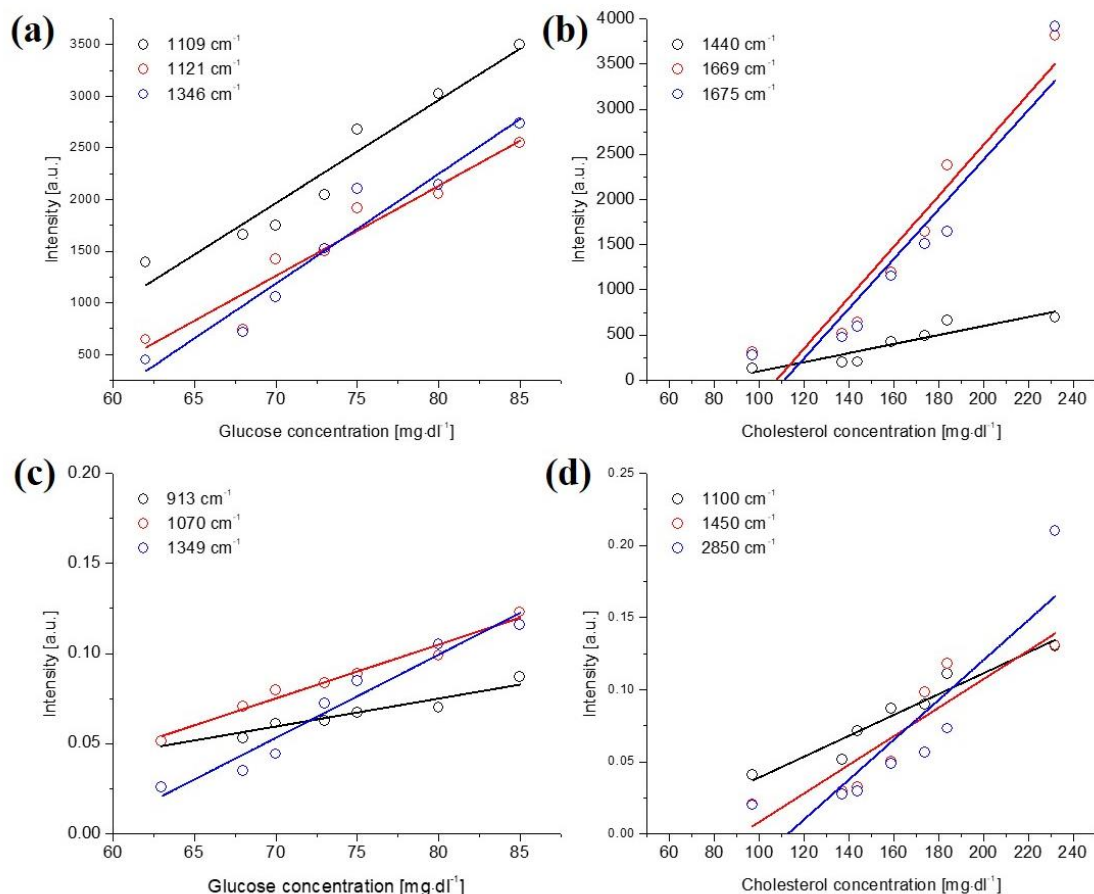 (a)
1109 cm⁻¹
1121 cm⁻¹
1346 cm⁻¹
Intensity [a.u.]
3500
3000
2500
2000
1500
1000
500
60 65 70 75 80 85
Glucose concentration [mg·dl⁻¹]
(b)
1440 cm⁻¹
1669 cm⁻¹
1675 cm⁻¹
Intensity [a.u.]
4000
3500
3000
2500
2000
1500
1000
500
0
60 80 100 120 140 160 180 200 220 240
Cholesterol concentration [mg·dl⁻¹]
(c)
913 cm⁻¹
1070 cm⁻¹
1349 cm⁻¹
Intensity [a.u.]
0.20
0.15
0.10
0.05
0.00
60 65 70 75 80 85
Glucose concentration [mg·dl⁻¹]
(d)
1100 cm⁻¹
1450 cm⁻¹
2850 cm⁻¹
Intensity [a.u.]
0.25
0.20
0.15
0.10
0.05
0.00
60 80 100 120 140 160 180 200 220 240
Cholesterol concentration [mg·dl⁻¹]